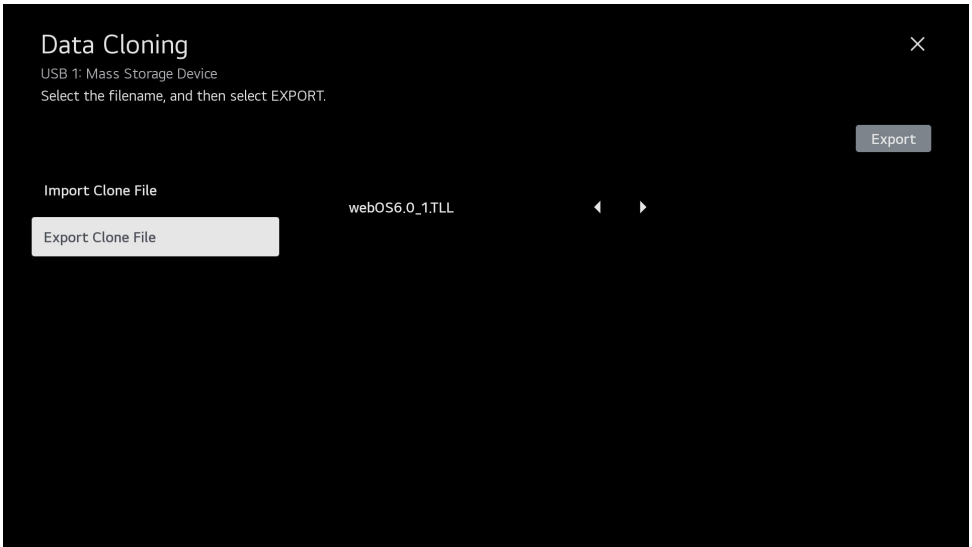 Data Cloning
USB 1: Mass Storage Device
Select the filename, and then select EXPORT.
Export
Import Clone File
webOS6.0_1.TLL
Export Clone File